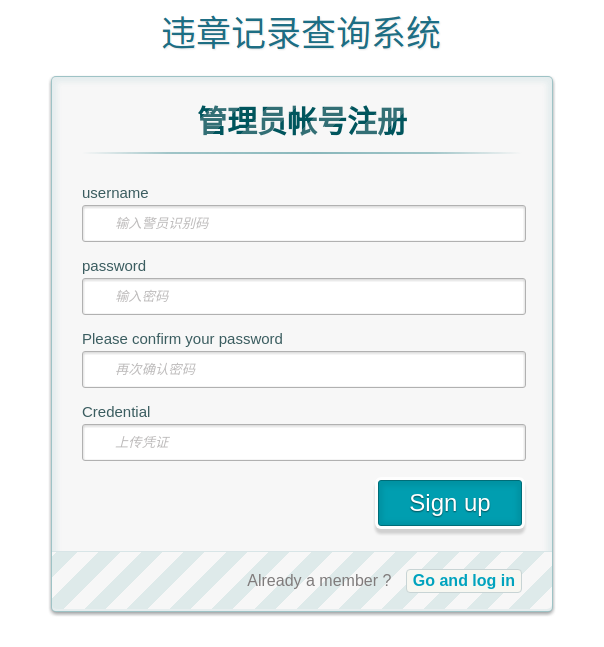 违章记录查询系统
管理员帐号注册
username
输入警员识别码
password
输入密码
Please confirm your password
再次确认密码
Credential
上传凭证
Sign up
Already a member ? Go and log in